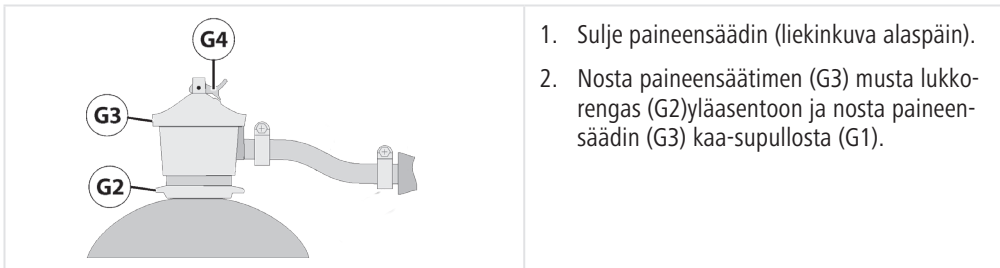 G4
G3
G2
1. Sulje paineensäädin (liekinkuva alaspäin).
2. Nosta paineensäätimen (G3) musta lukko-
rengas (G2)yläasentoon ja nosta paineen-
säädin (G3) kaa-supullosta (G1).